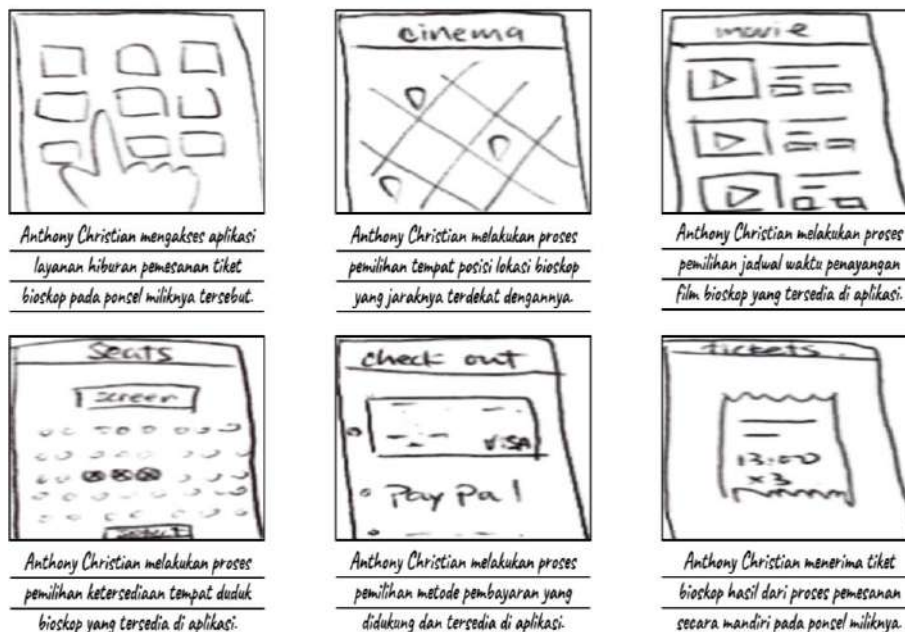 cinema
movie
Anthony Christian mengakses aplikasi
layanan hiburan pemesanan tiket
bioskop pada ponsel miliknya tersebut.
Anthony Christian melakukan proses
pemilihan tempat posisi lokasi bioskop
yang jaraknya terdekat dengannya.
Anthony Christian melakukan proses
pemilihan jadwal waktu penayangan
film bioskop yang tersedia di aplikasi.
Seats
screen
check out
VISA
PayPal
tickets
13:00
x3
Anthony Christian melakukan proses
pemilihan ketersediaan tempat duduk
bioskop yang tersedia di aplikasi.
Anthony Christian melakukan proses
pemilihan metode pembayaran yang
didukung dan tersedia di aplikasi.
Anthony Christian menerima tiket
bioskop hasil dari proses pemesanan
secara mandiri pada ponsel miliknya.